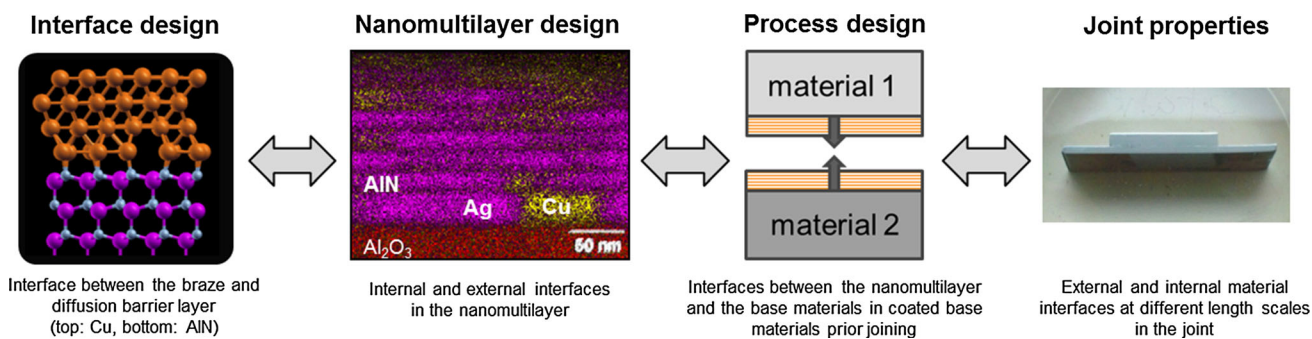 Interface design
Nanomultilayer design
Process design
Joint properties
AlN
Ag
Cu
50 nm
Al₂O₃
material 1
material 2
Interface between the braze and
diffusion barrier layer
(top: Cu, bottom: AlN)
Internal and external interfaces
in the nanomultilayer
Interfaces between the nanomultilayer
and the base materials in coated base
materials prior joining
External and internal material
interfaces at different length scales
in the joint